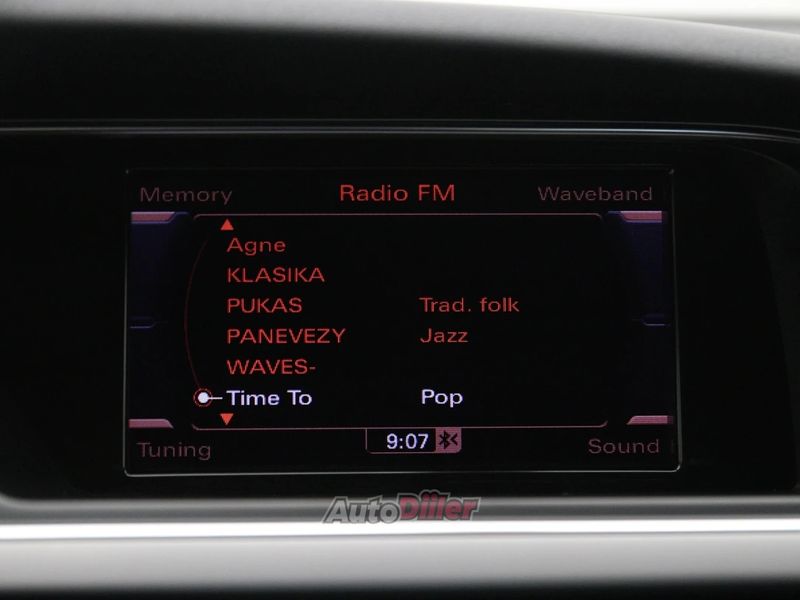 Memory Radio FM Waveband
Agne
KLASIKA
PUKAS Trad. folk
PANEVEZY Jazz
WAVES-
Time To Pop
9:07
Tuning Sound
AutoDiiler